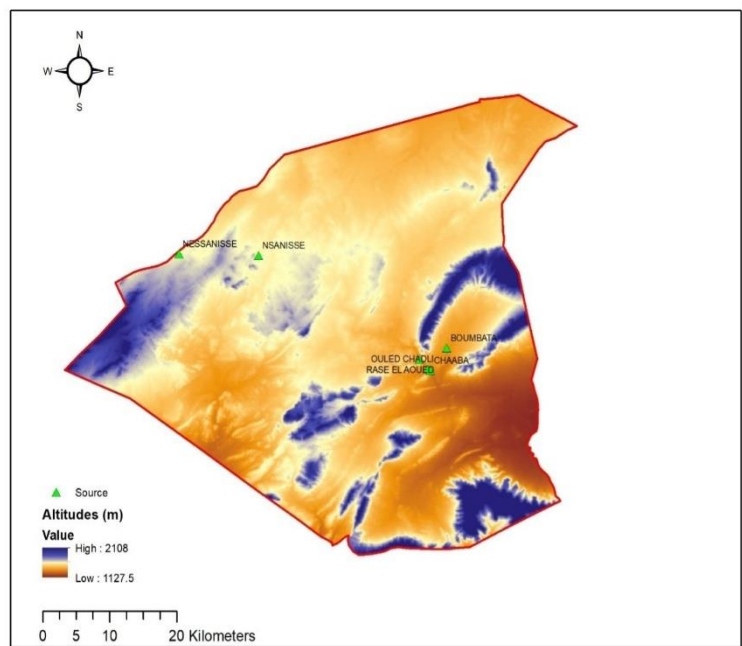 N
W E
S
NESSANISSE
NSANISSE
BOUMBATA
OULED CHADLI CHAABA
RASE EL AOUED
Source
Altitudes (m)
Value
High : 2108
Low : 1127.5
0 5 10 20 Kilometers